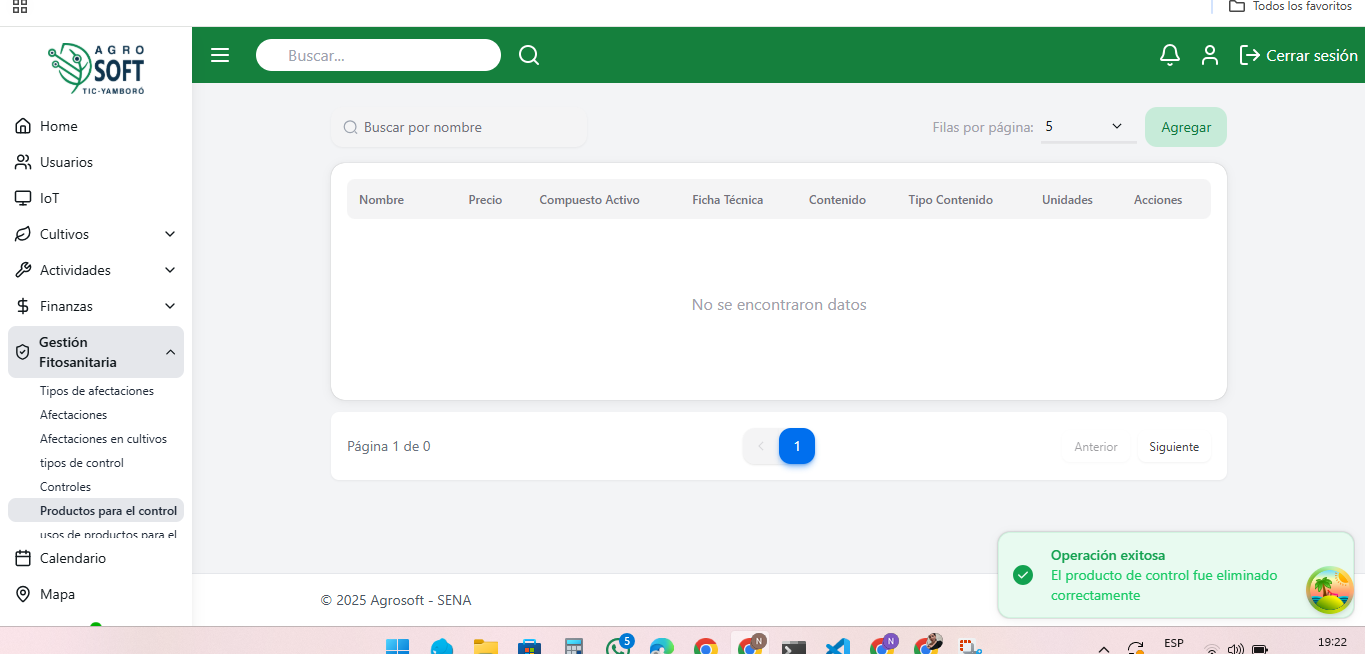 Todos los favoritos
AGRO
SOFT
TIC-YAMBORÓ
Buscar...
Cerrar sesión
Home
Usuarios
IoT
Cultivos
Actividades
Finanzas
Gestión
Fitosanitaria
Tipos de afectaciones
Afectaciones
Afectaciones en cultivos
tipos de control
Controles
Productos para el control
usos de productos para el
Calendario
Mapa
Buscar por nombre
Filas por página: 5
Agregar
Nombre Precio Compuesto Activo Ficha Técnica Contenido Tipo Contenido Unidades Acciones
No se encontraron datos
Página 1 de 0
1
Anterior Siguiente
Operación exitosa
El producto de control fue eliminado
correctamente
© 2025 Agrosoft - SENA
5
N
N
ESP
19:22